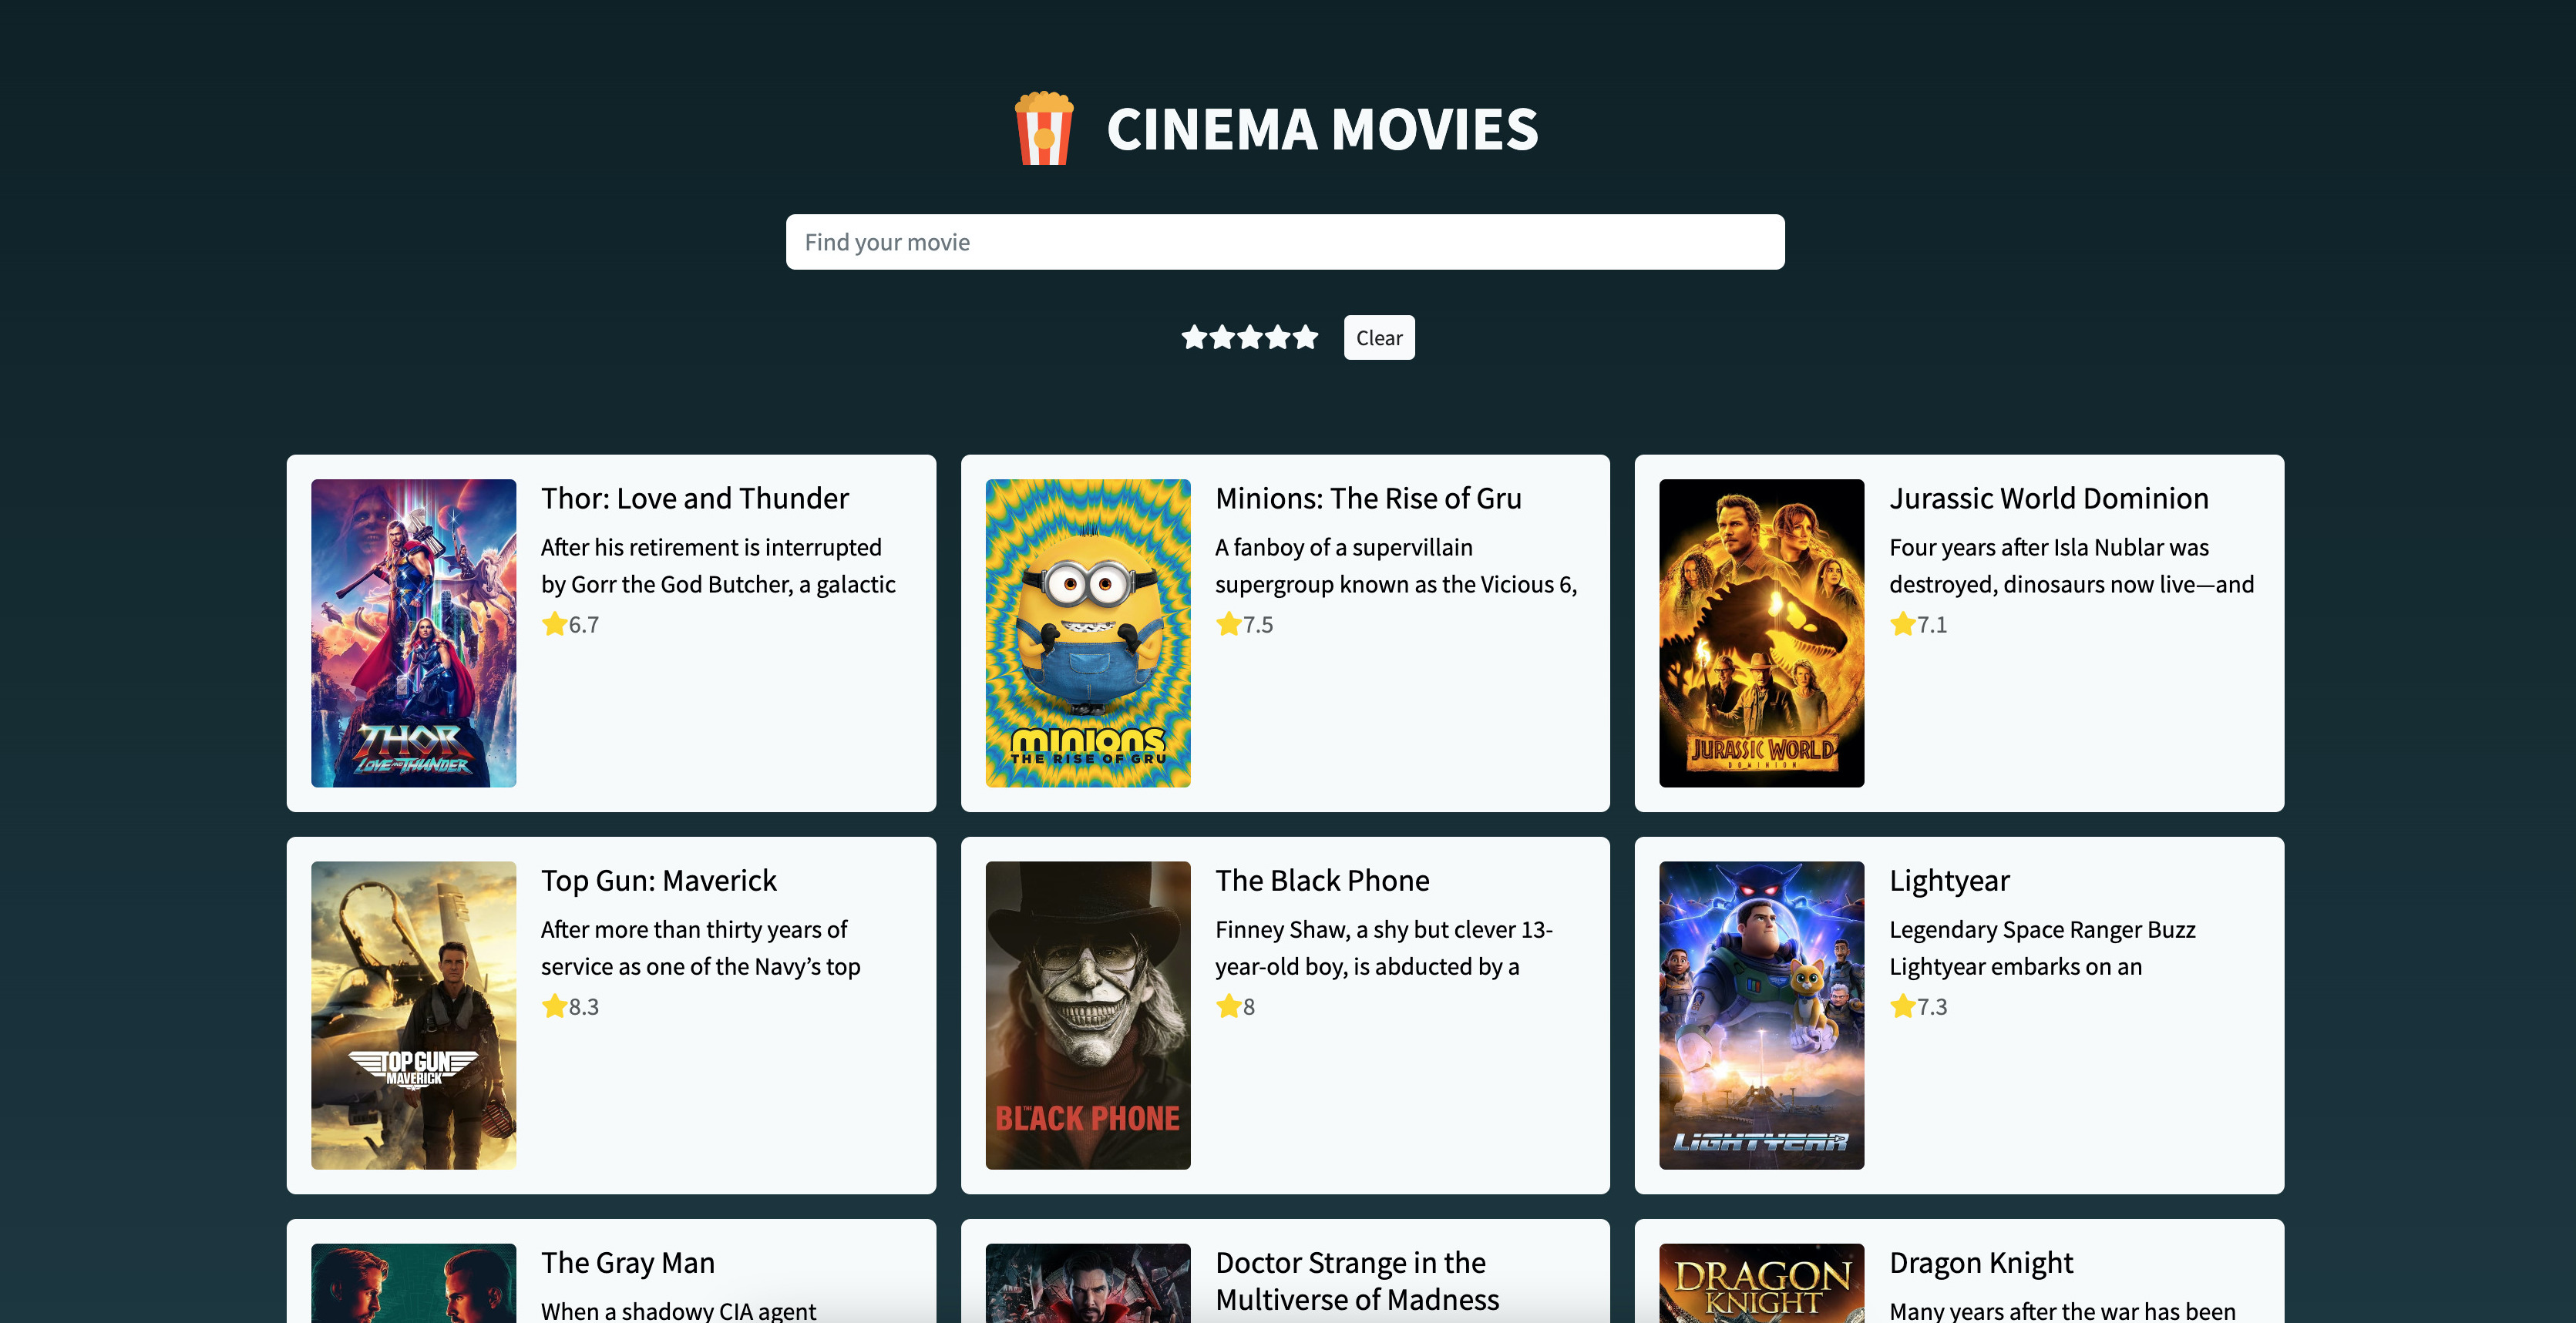 CINEMA MOVIES
Find your movie
Clear
THOR
LOVE AND THUNDER
Thor: Love and Thunder
After his retirement is interrupted
by Gorr the God Butcher, a galactic
6.7
minions
THE RISE OF GRU
Minions: The Rise of Gru
A fanboy of a supervillain
supergroup known as the Vicious 6,
7.5
JURASSIC WORLD
DOMINION
Jurassic World Dominion
Four years after Isla Nublar was
destroyed, dinosaurs now live—and
7.1
TOP GUN
MAVERICK
Top Gun: Maverick
After more than thirty years of
service as one of the Navy’s top
8.3
THE BLACK PHONE
The Black Phone
Finney Shaw, a shy but clever 13-
year-old boy, is abducted by a
8
LIGHTYEAR
Lightyear
Legendary Space Ranger Buzz
Lightyear embarks on an
7.3
The Gray Man
When a shadowy CIA agent
Doctor Strange in the
Multiverse of Madness
DRAGON
KNIGHT
Dragon Knight
Many years after the war has been